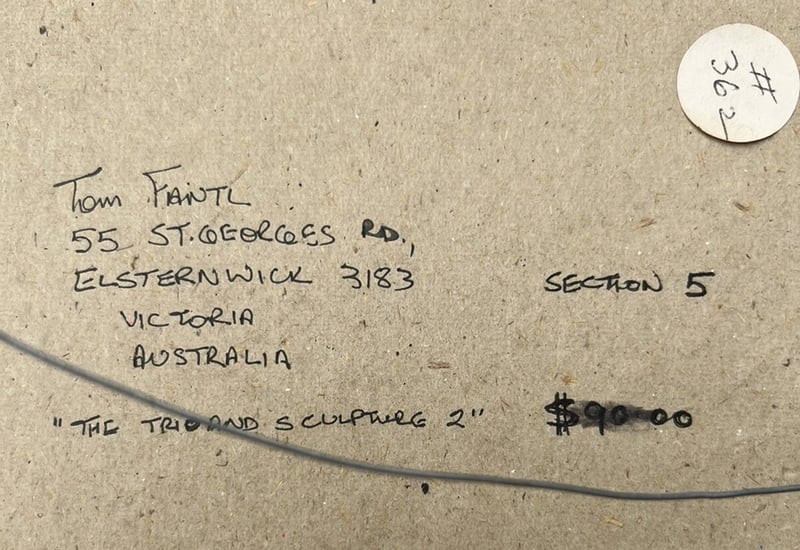 #
362
Tom FANTL
55 ST.GEORGES RD.,
ELSTERNWICK 3183
SECTION 5
VICTORIA
AUSTRALIA
"THE TRIO AND SCULPTURE 2"
$90.00